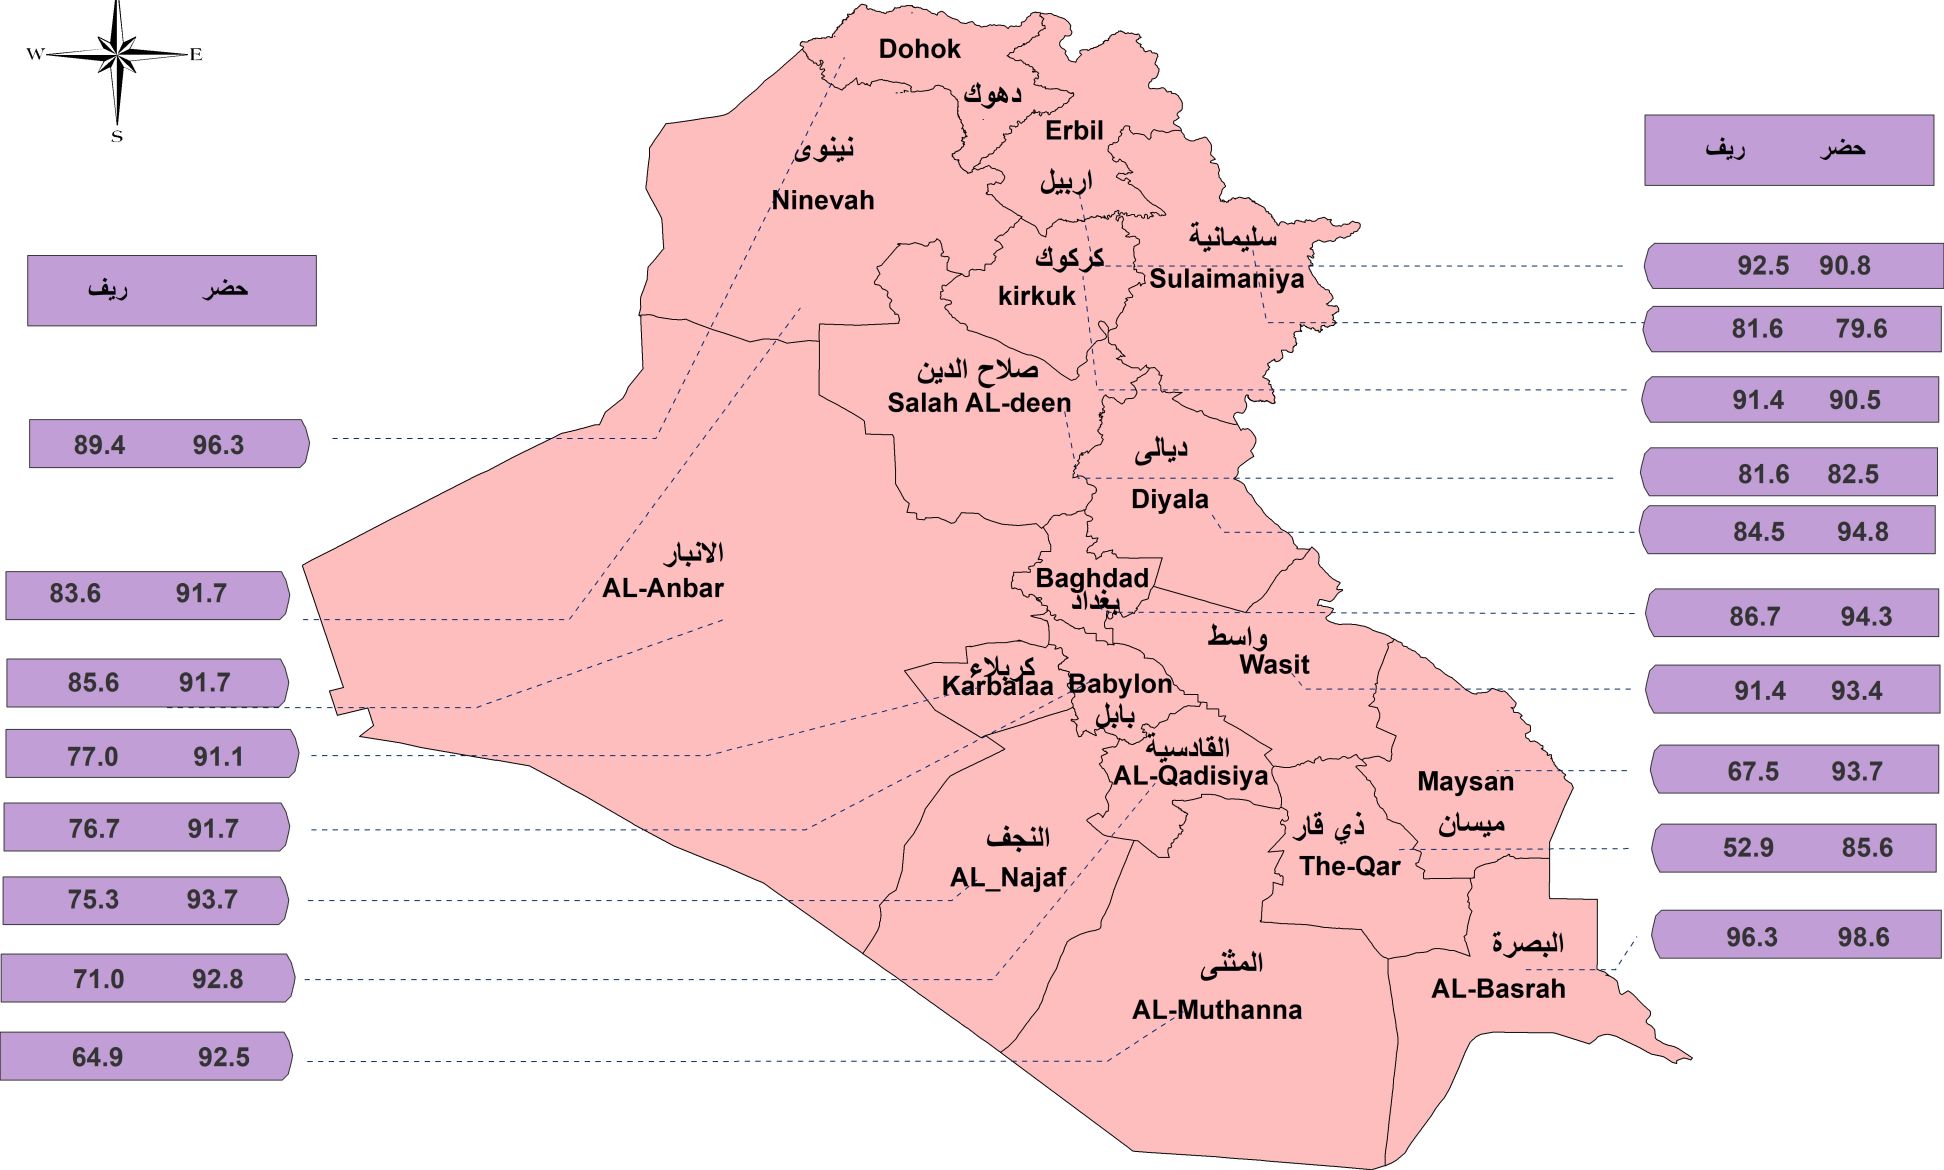 W E
S
Dohok
دهوك
Erbil
اربيل
نينوى
Ninevah
سليمانية
Sulaimaniya
كركوك
kirkuk
صلاح الدين
Salah AL-deen
ديالى
Diyala
الانبار
AL-Anbar
Baghdad
بغداد
واسط
Wasit
كربلاء
Karbalaa
Babylon
بابل
القادسية
AL-Qadisiya
Maysan
ميسان
النجف
AL_Najaf
ذي قار
The-Qar
البصرة
AL-Basrah
المثنى
AL-Muthanna
حضر ريف
89.4 96.3
83.6 91.7
85.6 91.7
77.0 91.1
76.7 91.7
75.3 93.7
71.0 92.8
64.9 92.5
حضر ريف
92.5 90.8
81.6 79.6
91.4 90.5
81.6 82.5
84.5 94.8
86.7 94.3
91.4 93.4
67.5 93.7
52.9 85.6
96.3 98.6